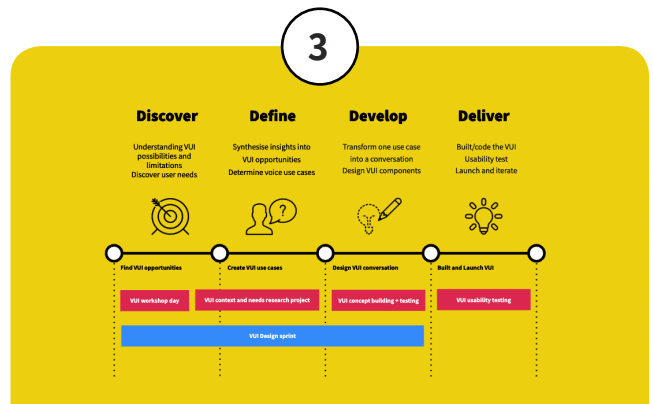 3
Discover
Define
Develop
Deliver
Understanding VUI
possibilities and
limitations
Discover user needs
Synthesise insights into
VUI opportunities
Determine voice use cases
Transform one use case
into a conversation
Design VUI components
Built/code the VUI
Usability test
Launch and iterate
?
Find VUI opportunities
Create VUI use cases
Design VUI conversation
Built and Launch VUI
VUI workshop day
VUI context and needs research project
VUI concept building + testing
VUI usability testing
VUI Design sprint